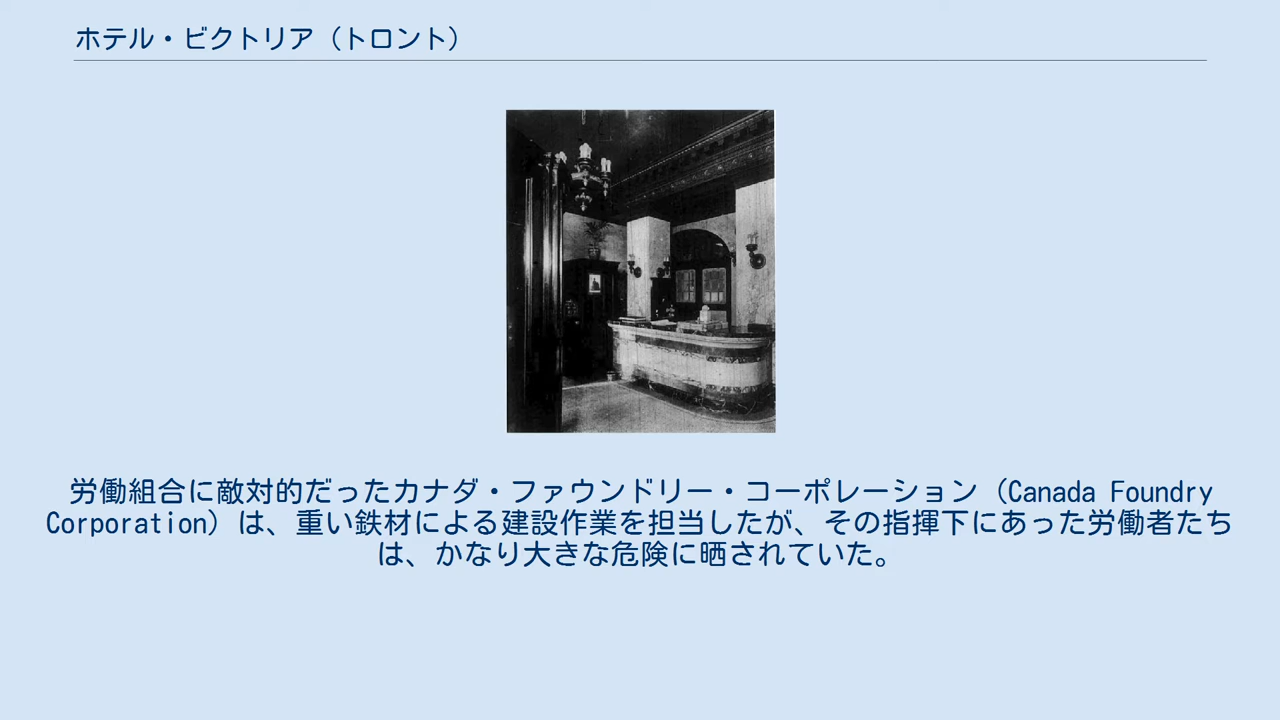 ホテル・ビクトリア（トロント）
労働組合に敵対的だったカナダ・ファウンドリー・コーポレーション（Canada Foundry
Corporation）は、重い鉄材による建設作業を担当したが、その指揮下にあった労働者たち
は、かなり大きな危険に晒されていた。